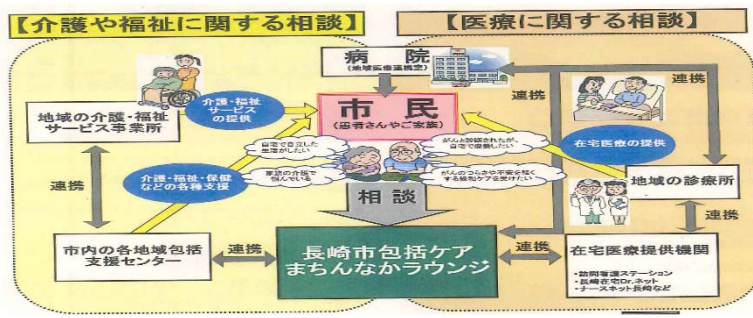 【介護や福祉に関する相談】
【医療に関する相談】
病 院
(地域医療連携室)
連携
連携
地域の介護・福祉
サービス事業所
介護・福祉
サービス
の提供
市 民
(患者さんやご家族)
自宅で自立した
生活がしたい
家族の介護で
悩んでいる
がんと診断されたが、
自宅で療養したい
がんのつらさや不安を軽く
する緩和ケアを受けたい
在宅医療の提供
介護・福祉・保健
などの各種支援
地域の診療所
連携
相談
連携
市内の各地域包括
支援センター
連携
長崎市包括ケア
まちんなかラウンジ
連携
在宅医療提供機関
・訪問看護ステーション
・長崎在宅Dr.ネット
・ナースネット長崎など